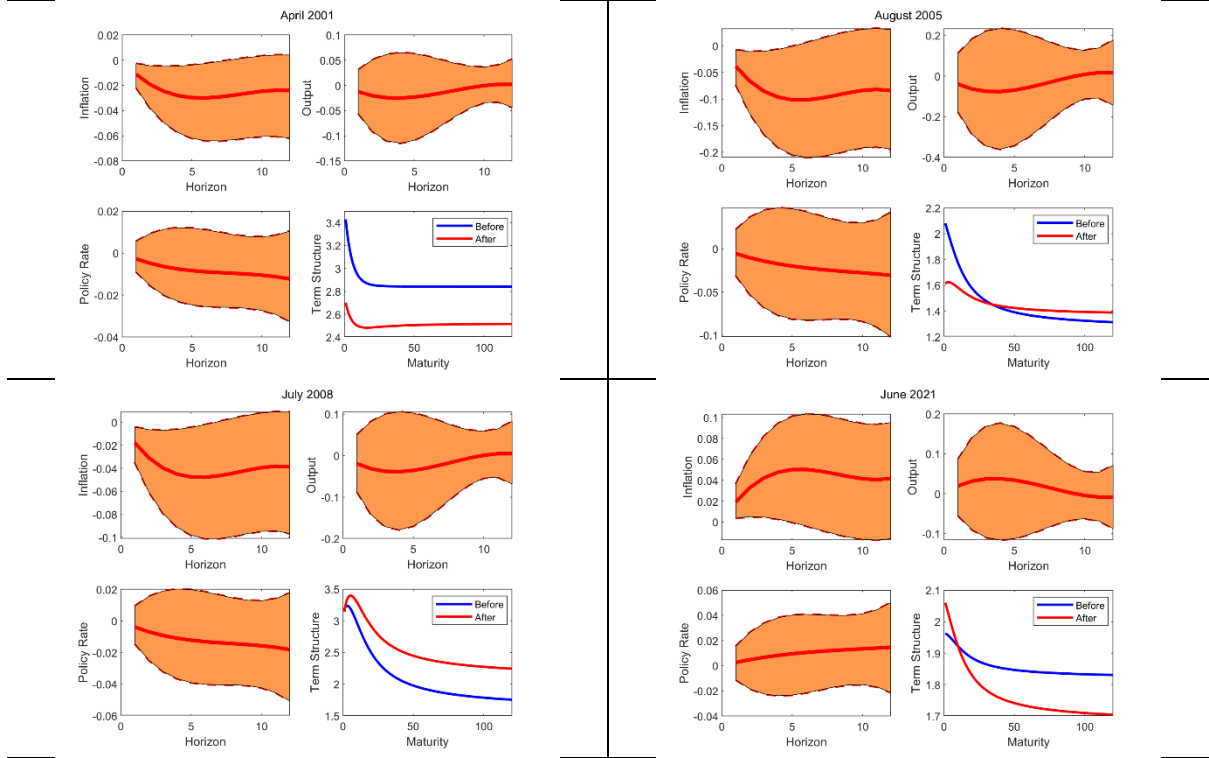 April 2001
0.02
0
-0.02
-0.04
-0.06
-0.08
Inflation
0 5 10
Horizon
0.1
0.05
0
-0.05
-0.1
-0.15
Output
0 5 10
Horizon
0.02
0
-0.02
-0.04
Policy Rate
0 5 10
Horizon
3.4
3.2
3
2.8
2.6
2.4
Term Structure
Before
After
0 50 100
Maturity
August 2005
0
-0.05
-0.1
-0.15
-0.2
Inflation
0 5 10
Horizon
0.2
0
-0.2
-0.4
Output
0 5 10
Horizon
0
-0.05
-0.1
Policy Rate
0 5 10
Horizon
2.2
2
1.8
1.6
1.4
1.2
Term Structure
Before
After
0 50 100
Maturity
July 2008
0
-0.02
-0.04
-0.06
-0.08
-0.1
Inflation
0 5 10
Horizon
0.1
0
-0.1
-0.2
Output
0 5 10
Horizon
0.02
0
-0.02
-0.04
-0.06
Policy Rate
0 5 10
Horizon
3.5
3
2.5
2
1.5
Term Structure
Before
After
0 50 100
Maturity
June 2021
0.1
0.08
0.06
0.04
0.02
0
Inflation
0 5 10
Horizon
0.2
0.1
0
-0.1
Output
0 5 10
Horizon
0.06
0.04
0.02
0
-0.02
-0.04
Policy Rate
0 5 10
Horizon
2.1
2
1.9
1.8
1.7
Term Structure
Before
After
0 50 100
Maturity